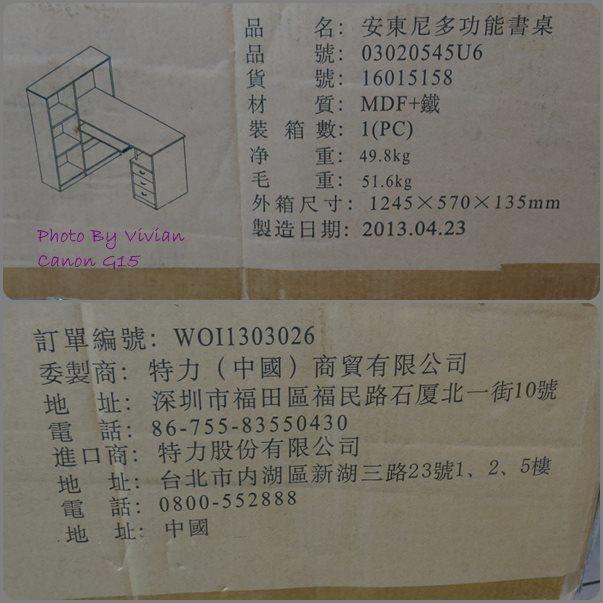 品 名: 安東尼多功能書桌
品 號: 03020545U6
貨 號: 16015158
材 質: MDF+鐵
裝 箱 數: 1(PC)
净 重: 49.8kg
毛 重: 51.6kg
外箱尺寸: 1245×570×135mm
製造日期: 2013.04.23
Photo By Vivian
Canon G15
訂單編號: WOI1303026
委製商: 特力(中國)商貿有限公司
地 址: 深圳市福田區福民路石厦北一街10號
電 話: 86-755-83550430
進口商: 特力股份有限公司
地 址: 台北市内湖區新湖三路23號1、2、5樓
電 話: 0800-552888
地 址: 中國